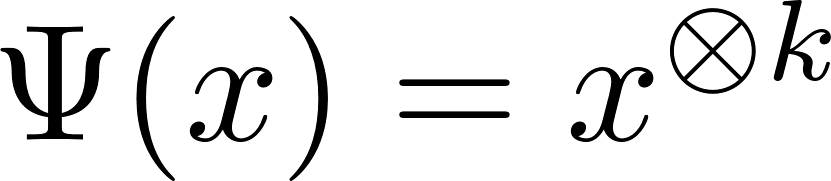 Ψ(x) = x^{⊗k}